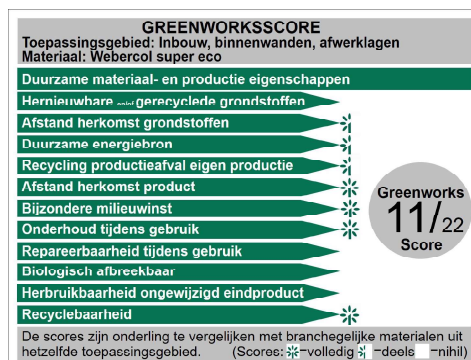 GREENWORKSSCORE
Toepassingsgebied: Inbouw, binnenwanden, afwerklagen
Materiaal: Webercol super eco
Duurzame materiaal- en productie eigenschappen
Hernieuwbare en/of gerecyclede grondstoffen
Afstand herkomst grondstoffen
Duurzame energiebron
Recycling productieafval eigen productie
Afstand herkomst product
Bijzondere milieuwinst
Onderhoud tijdens gebruik
Repareerbaarheid tijdens gebruik
Biologisch afbreekbaar
Herbruikbaarheid ongewijzigd eindproduct
Recyclebaarheid
Greenworks
11/22
Score
De scores zijn onderling te vergelijken met branchegelijke materialen uit
hetzelfde toepassingsgebied. (Scores: =volledig =deels =nihil)